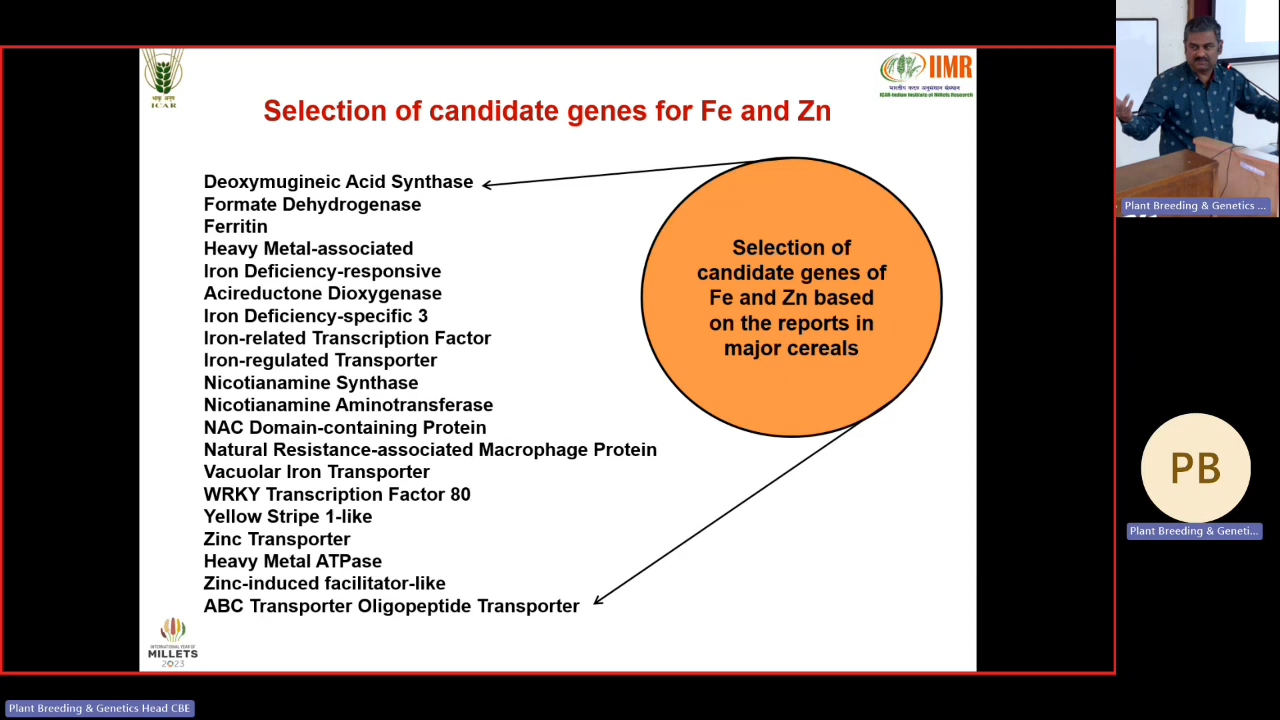 ICAR
IIMR
भारतीय कदन्न अनुसंधान संस्थान
ICAR-Indian Institute of Millets Research
Selection of candidate genes for Fe and Zn
Deoxymugineic Acid Synthase
Formate Dehydrogenase
Ferritin
Heavy Metal-associated
Iron Deficiency-responsive
Acireductone Dioxygenase
Iron Deficiency-specific 3
Iron-related Transcription Factor
Iron-regulated Transporter
Nicotianamine Synthase
Nicotianamine Aminotransferase
NAC Domain-containing Protein
Natural Resistance-associated Macrophage Protein
Vacuolar Iron Transporter
WRKY Transcription Factor 80
Yellow Stripe 1-like
Zinc Transporter
Heavy Metal ATPase
Zinc-induced facilitator-like
ABC Transporter Oligopeptide Transporter
Selection of
candidate genes of
Fe and Zn based
on the reports in
major cereals
INTERNATIONAL YEAR OF
MILLETS
2023
Plant Breeding & Genetics ...
PB
Plant Breeding & Geneti...
Plant Breeding & Genetics Head CBE